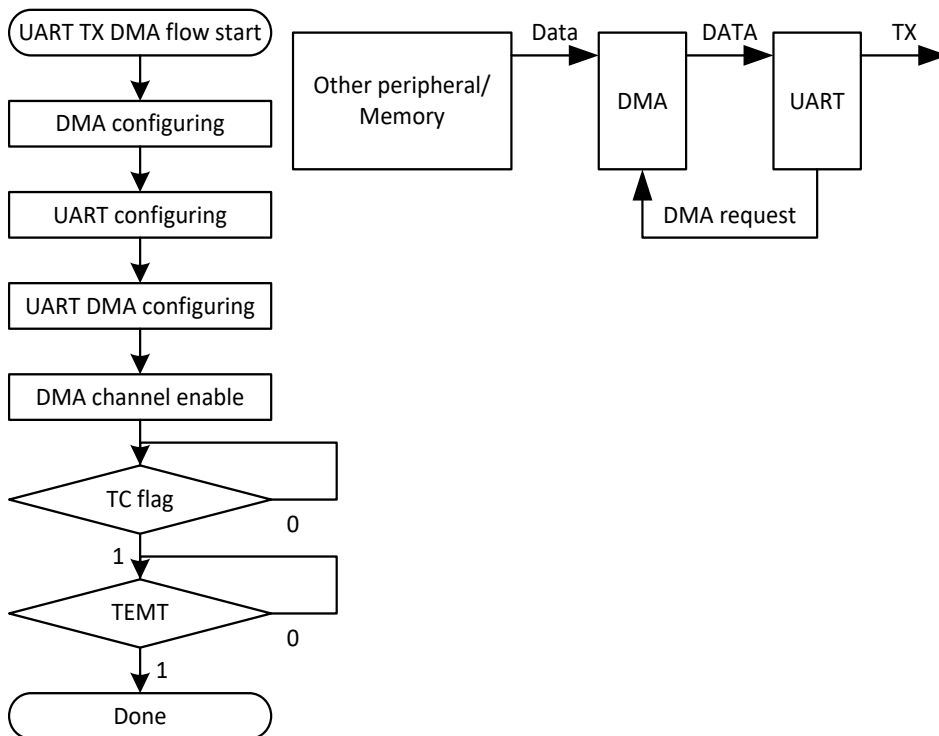 UART TX DMA flow start
DMA configuring
UART configuring
UART DMA configuring
DMA channel enable
TC flag
0
1
TEMT
0
1
Done
Data
DATA
TX
Other peripheral/
Memory
DMA
UART
DMA request